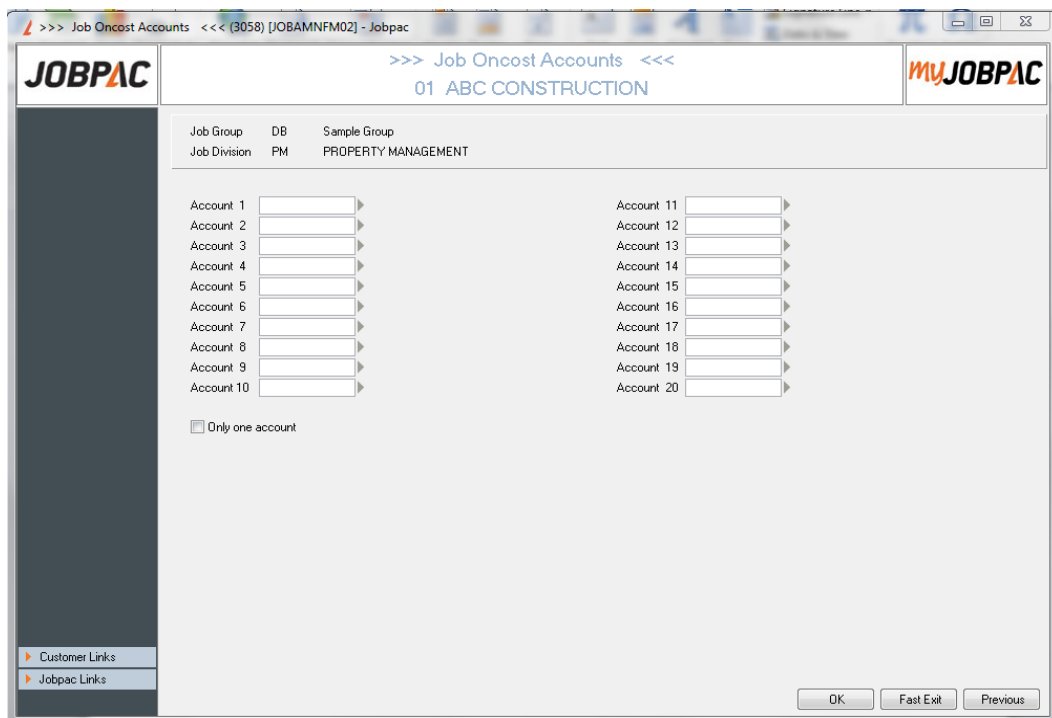 >>> Job Oncost Accounts <<< (3058) [JOBAMNFM02] - Jobpac
JOBPAC
>>> Job Oncost Accounts <<<
01 ABC CONSTRUCTION
myJOBPAC
Job Group DB Sample Group
Job Division PM PROPERTY MANAGEMENT
Account 1
Account 2
Account 3
Account 4
Account 5
Account 6
Account 7
Account 8
Account 9
Account 10
Account 11
Account 12
Account 13
Account 14
Account 15
Account 16
Account 17
Account 18
Account 19
Account 20
Only one account
Customer Links
Jobpac Links
OK
Fast Exit
Previous